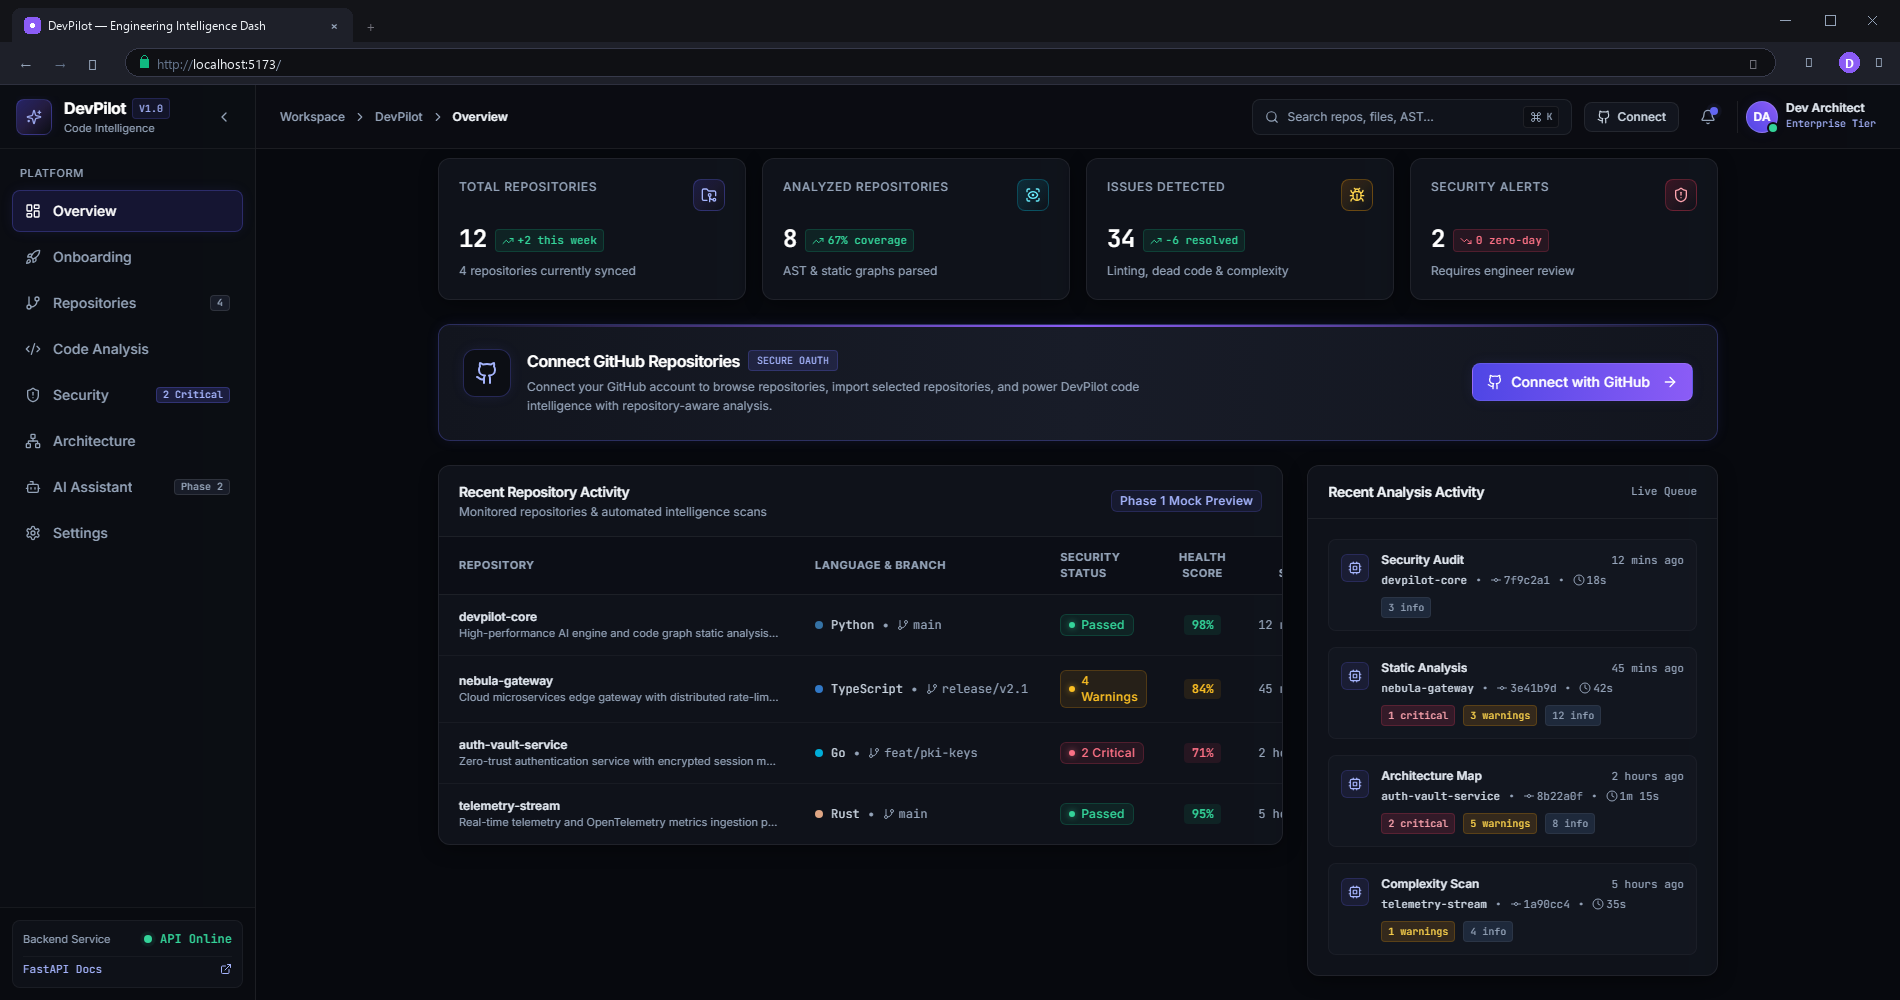 DevPilot — Engineering Intelligence Dash
http://localhost:5173/
D
DevPilot V1.0
Code Intelligence
Workspace > DevPilot > Overview
Search repos, files, AST... ⌘ K
Connect
DA
Dev Architect
Enterprise Tier
PLATFORM
Overview
Onboarding
Repositories 4
Code Analysis
Security 2 Critical
Architecture
AI Assistant Phase 2
Settings
Backend Service API Online
FastAPI Docs
TOTAL REPOSITORIES
12 +2 this week
4 repositories currently synced
ANALYZED REPOSITORIES
8 67% coverage
AST & static graphs parsed
ISSUES DETECTED
34 -6 resolved
Linting, dead code & complexity
SECURITY ALERTS
2 0 zero-day
Requires engineer review
Connect GitHub Repositories SECURE OAUTH
Connect your GitHub account to browse repositories, import selected repositories, and power DevPilot code
intelligence with repository-aware analysis.
Connect with GitHub
Recent Repository Activity
Monitored repositories & automated intelligence scans
Phase 1 Mock Preview
REPOSITORY LANGUAGE & BRANCH SECURITY STATUS HEALTH SCORE
devpilot-core
High-performance AI engine and code graph static analysis...
Python • main Passed 98% 12
nebula-gateway
Cloud microservices edge gateway with distributed rate-lim...
TypeScript • release/v2.1 4 Warnings 84% 45
auth-vault-service
Zero-trust authentication service with encrypted session m...
Go • feat/pki-keys 2 Critical 71% 2
telemetry-stream
Real-time telemetry and OpenTelemetry metrics ingestion p...
Rust • main Passed 95% 5
Recent Analysis Activity Live Queue
Security Audit 12 mins ago
devpilot-core • 7f9c2a1 • 18s
3 info
Static Analysis 45 mins ago
nebula-gateway • 3e41b9d • 42s
1 critical 3 warnings 12 info
Architecture Map 2 hours ago
auth-vault-service • 8b22a0f • 1m 15s
2 critical 5 warnings 8 info
Complexity Scan 5 hours ago
telemetry-stream • 1a90cc4 • 35s
1 warnings 4 info